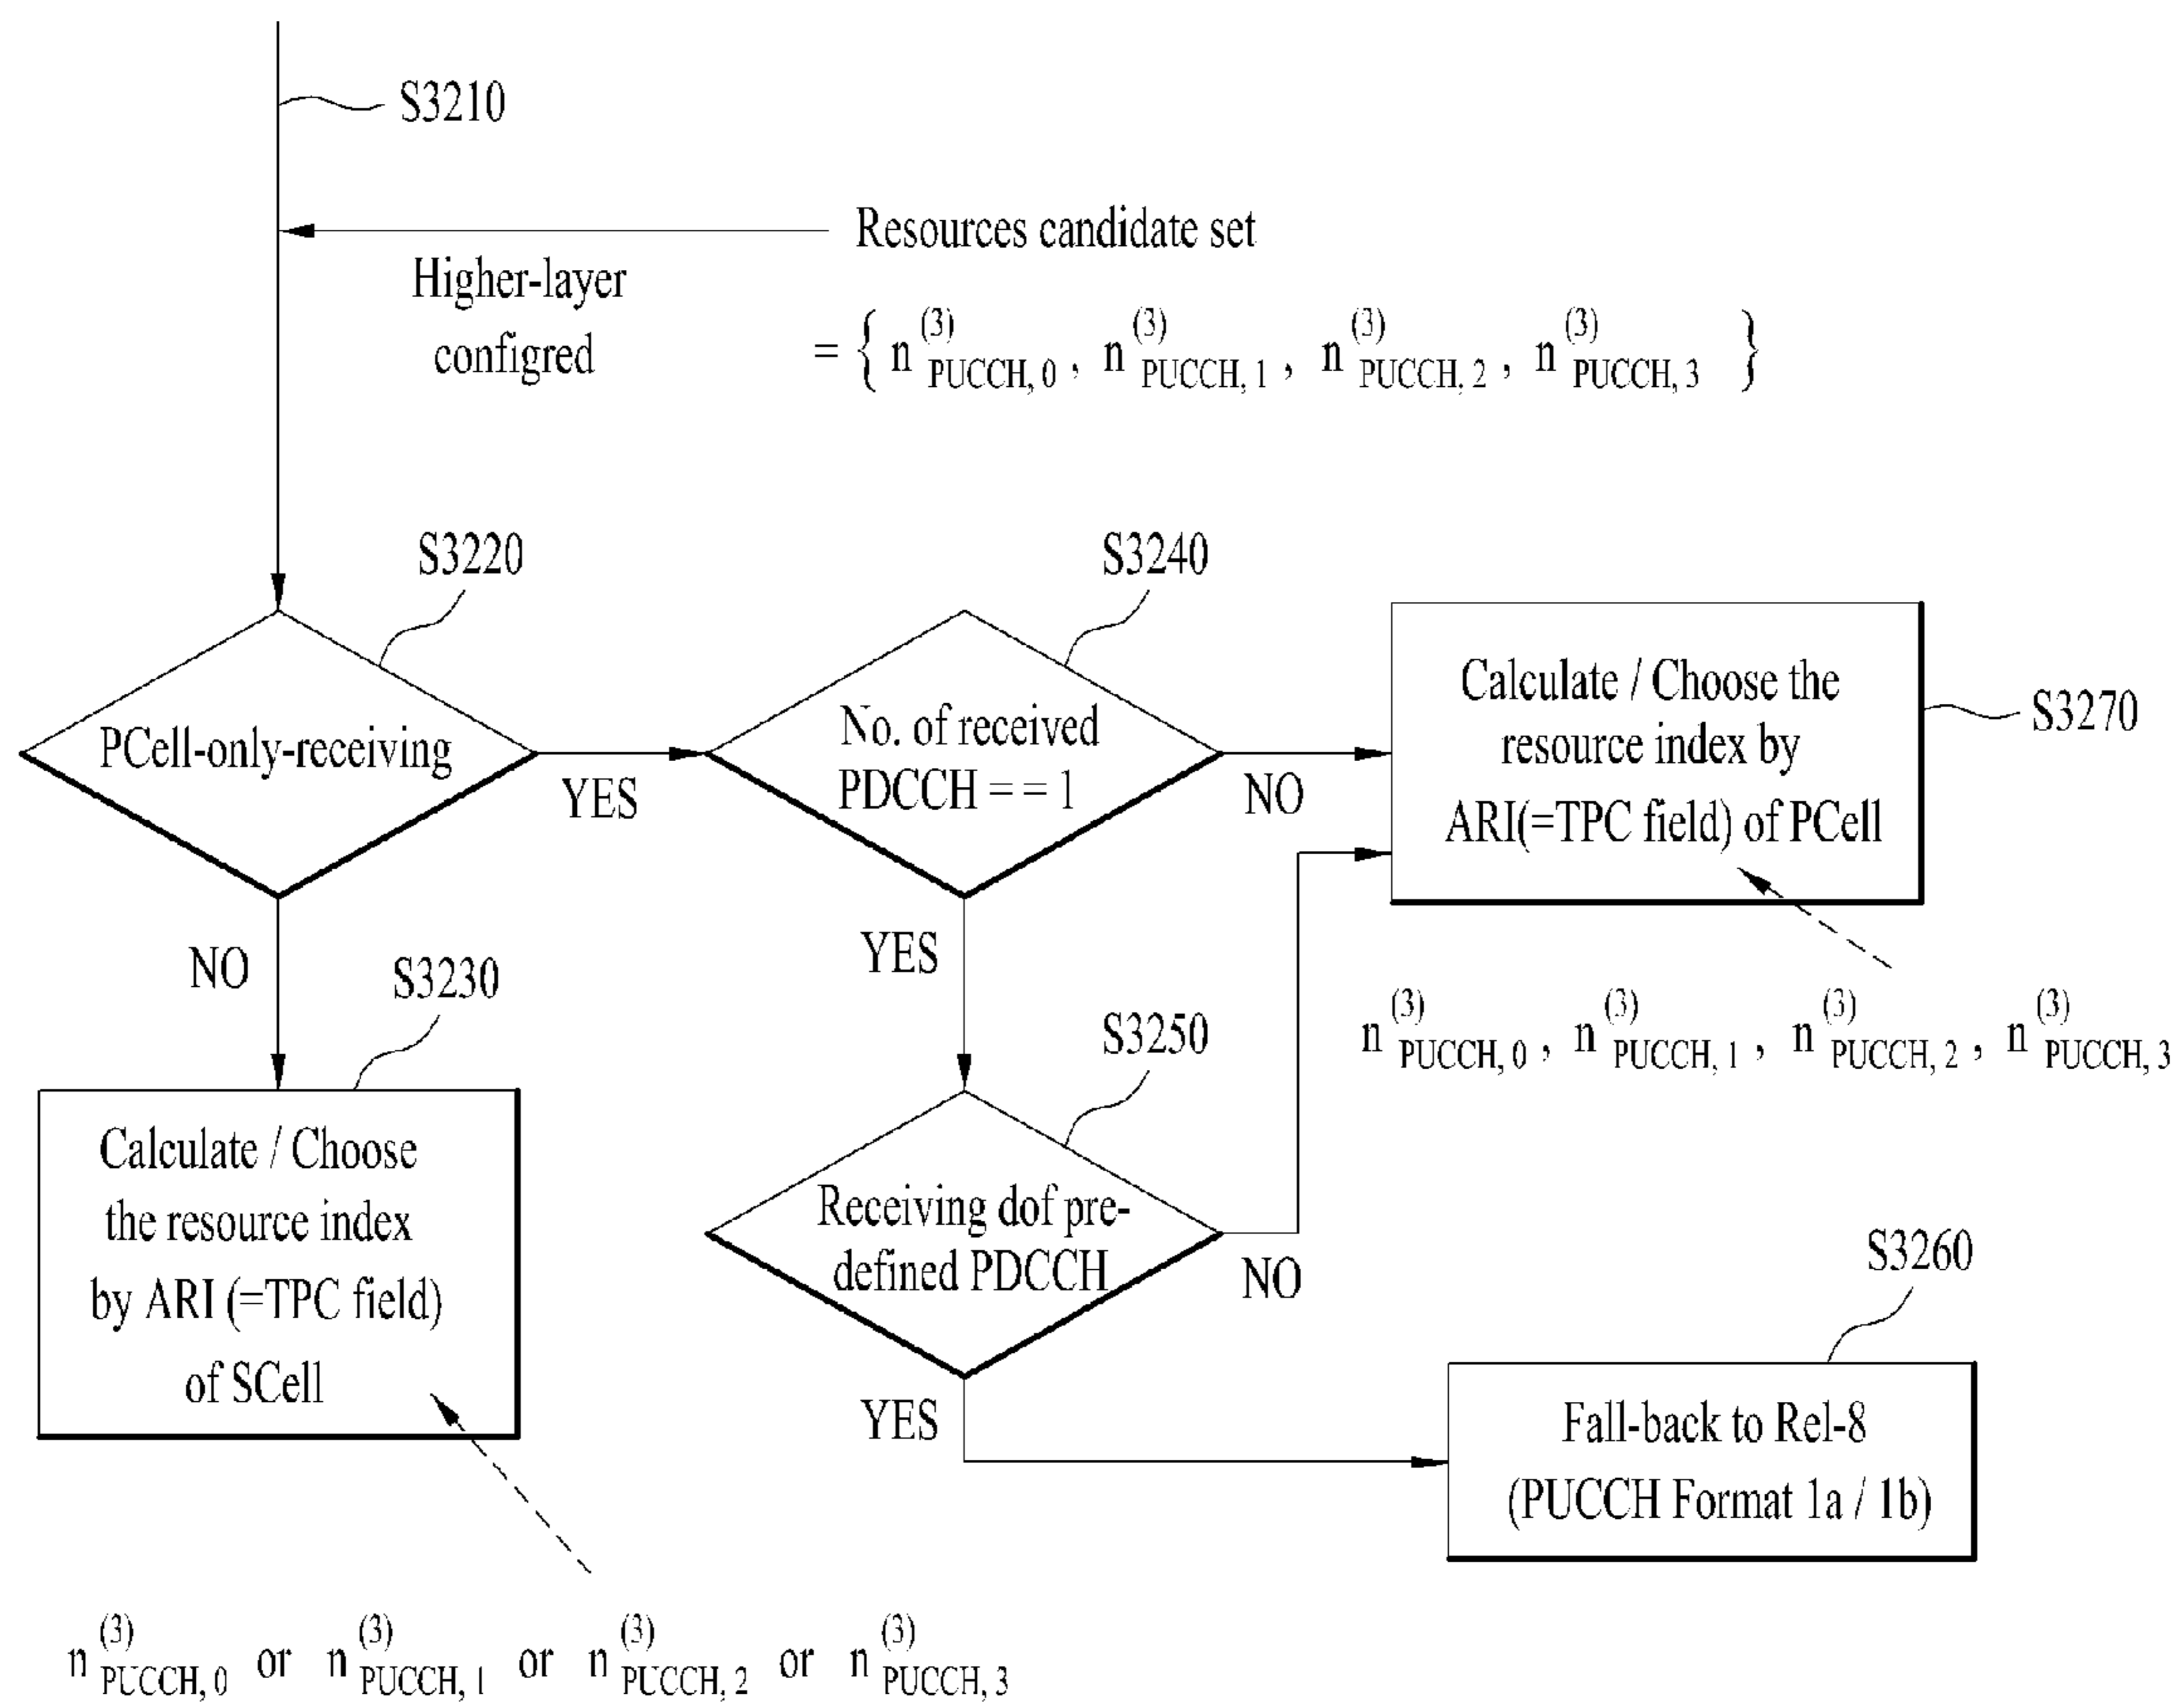 S3210
Resources candidate set
Higher-layer
configred
= { n^{(3)}_{PUCCH, 0} , n^{(3)}_{PUCCH, 1} , n^{(3)}_{PUCCH, 2} , n^{(3)}_{PUCCH, 3} }
S3220
PCell-only-receiving
YES
NO
S3230
Calculate / Choose
the resource index
by ARI (=TPC field)
of SCell
n^{(3)}_{PUCCH, 0} or n^{(3)}_{PUCCH, 1} or n^{(3)}_{PUCCH, 2} or n^{(3)}_{PUCCH, 3}
S3240
No. of received
PDCCH = = 1
NO
YES
S3250
Receiving dof pre-
defined PDCCH
NO
YES
S3270
Calculate / Choose the
resource index by
ARI(=TPC field) of PCell
n^{(3)}_{PUCCH, 0} , n^{(3)}_{PUCCH, 1} , n^{(3)}_{PUCCH, 2} , n^{(3)}_{PUCCH, 3}
S3260
Fall-back to Rel-8
(PUCCH Format 1a / 1b)